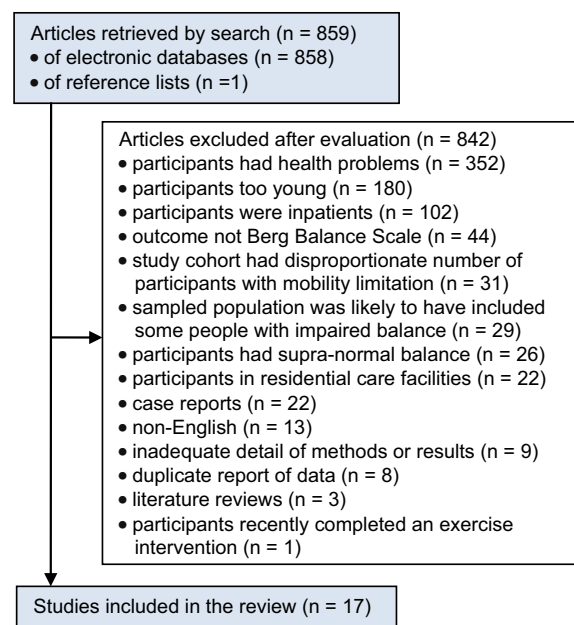 Articles retrieved by search (n = 859)
• of electronic databases (n = 858)
• of reference lists (n =1)
Articles excluded after evaluation (n = 842)
• participants had health problems (n = 352)
• participants too young (n = 180)
• participants were inpatients (n = 102)
• outcome not Berg Balance Scale (n = 44)
• study cohort had disproportionate number of
participants with mobility limitation (n = 31)
• sampled population was likely to have included
some people with impaired balance (n = 29)
• participants had supra-normal balance (n = 26)
• participants in residential care facilities (n = 22)
• case reports (n = 22)
• non-English (n = 13)
• inadequate detail of methods or results (n = 9)
• duplicate report of data (n = 8)
• literature reviews (n = 3)
• participants recently completed an exercise
intervention (n = 1)
Studies included in the review (n = 17)